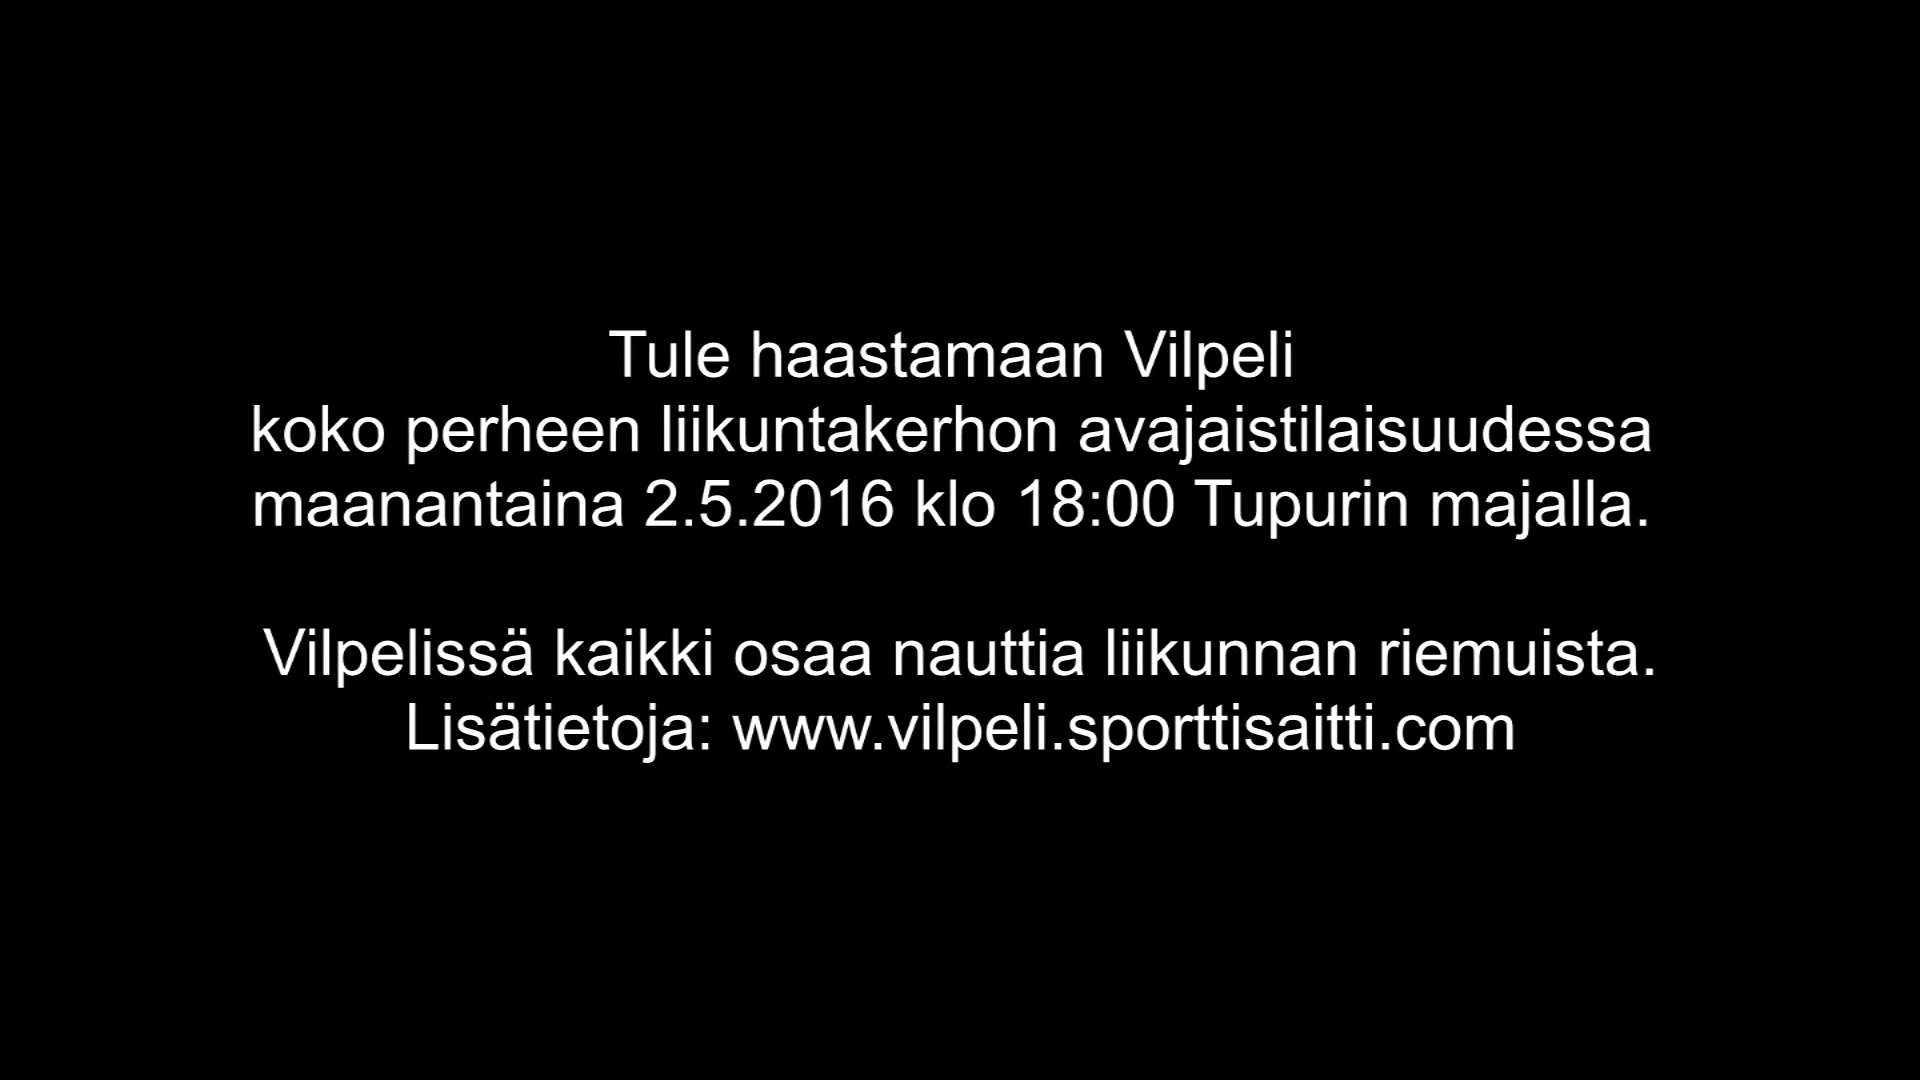 Tule haastamaan Vilpeli
koko perheen liikuntakerhon avajaistilaisuudessa
maanantaina 2.5.2016 klo 18:00 Tupurin majalla.
Vilpelissä kaikki osaa nauttia liikunnan riemuista.
Lisätietoja: www.vilpeli.sporttisaitti.com